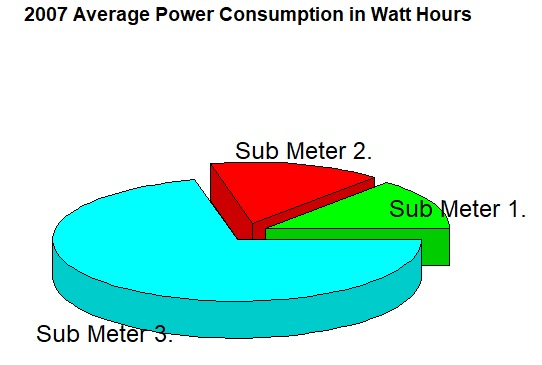 2007 Average Power Consumption in Watt Hours
Sub Meter 2.
Sub Meter 1.
Sub Meter 3.